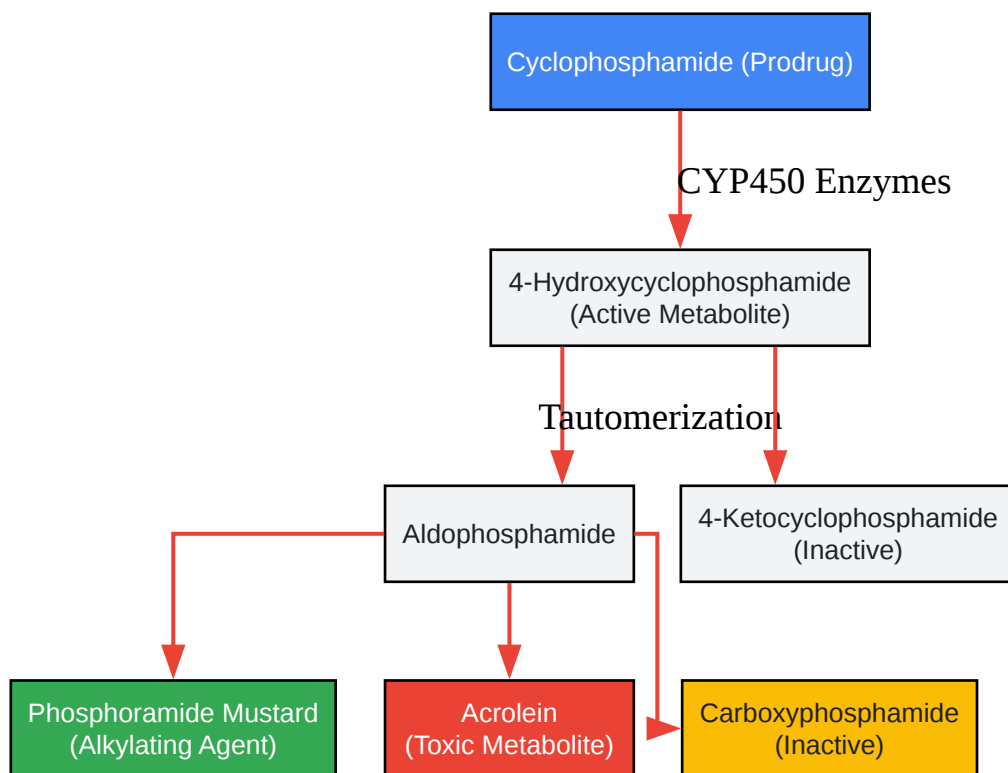 Cyclophosphamide (Prodrug)
CYP450 Enzymes
4-Hydroxycyclophosphamide
(Active Metabolite)
Tautomerization
Aldophosphamide
4-Ketocyclophosphamide
(Inactive)
Phosphoramide Mustard
(Alkylating Agent)
Acrolein
(Toxic Metabolite)
Carboxyphosphamide
(Inactive)